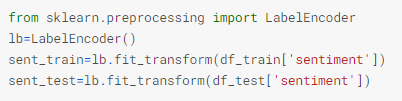 from sklearn.preprocessing import LabelEncoder
lb=LabelEncoder()
sent_train=lb.fit_transform(df_train['sentiment'])
sent_test=lb.fit_transform(df_test['sentiment'])